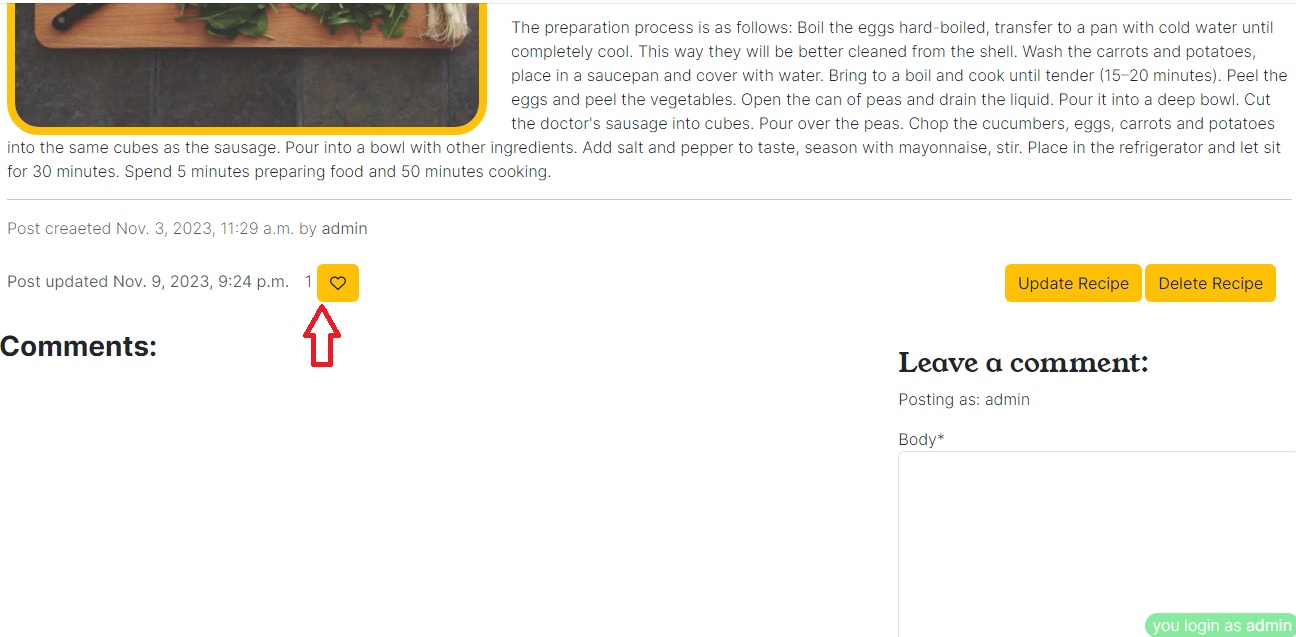 The preparation process is as follows: Boil the eggs hard-boiled, transfer to a pan with cold water until
completely cool. This way they will be better cleaned from the shell. Wash the carrots and potatoes,
place in a saucepan and cover with water. Bring to a boil and cook until tender (15–20 minutes). Peel the
eggs and peel the vegetables. Open the can of peas and drain the liquid. Pour it into a deep bowl. Cut
the doctor's sausage into cubes. Pour over the peas. Chop the cucumbers, eggs, carrots and potatoes
into the same cubes as the sausage. Pour into a bowl with other ingredients. Add salt and pepper to taste, season with mayonnaise, stir. Place in the refrigerator and let sit
for 30 minutes. Spend 5 minutes preparing food and 50 minutes cooking.
Post creaeted Nov. 3, 2023, 11:29 a.m. by admin
Post updated Nov. 9, 2023, 9:24 p.m. 1
Update Recipe Delete Recipe
Comments:
Leave a comment:
Posting as: admin
Body*
you login as admin